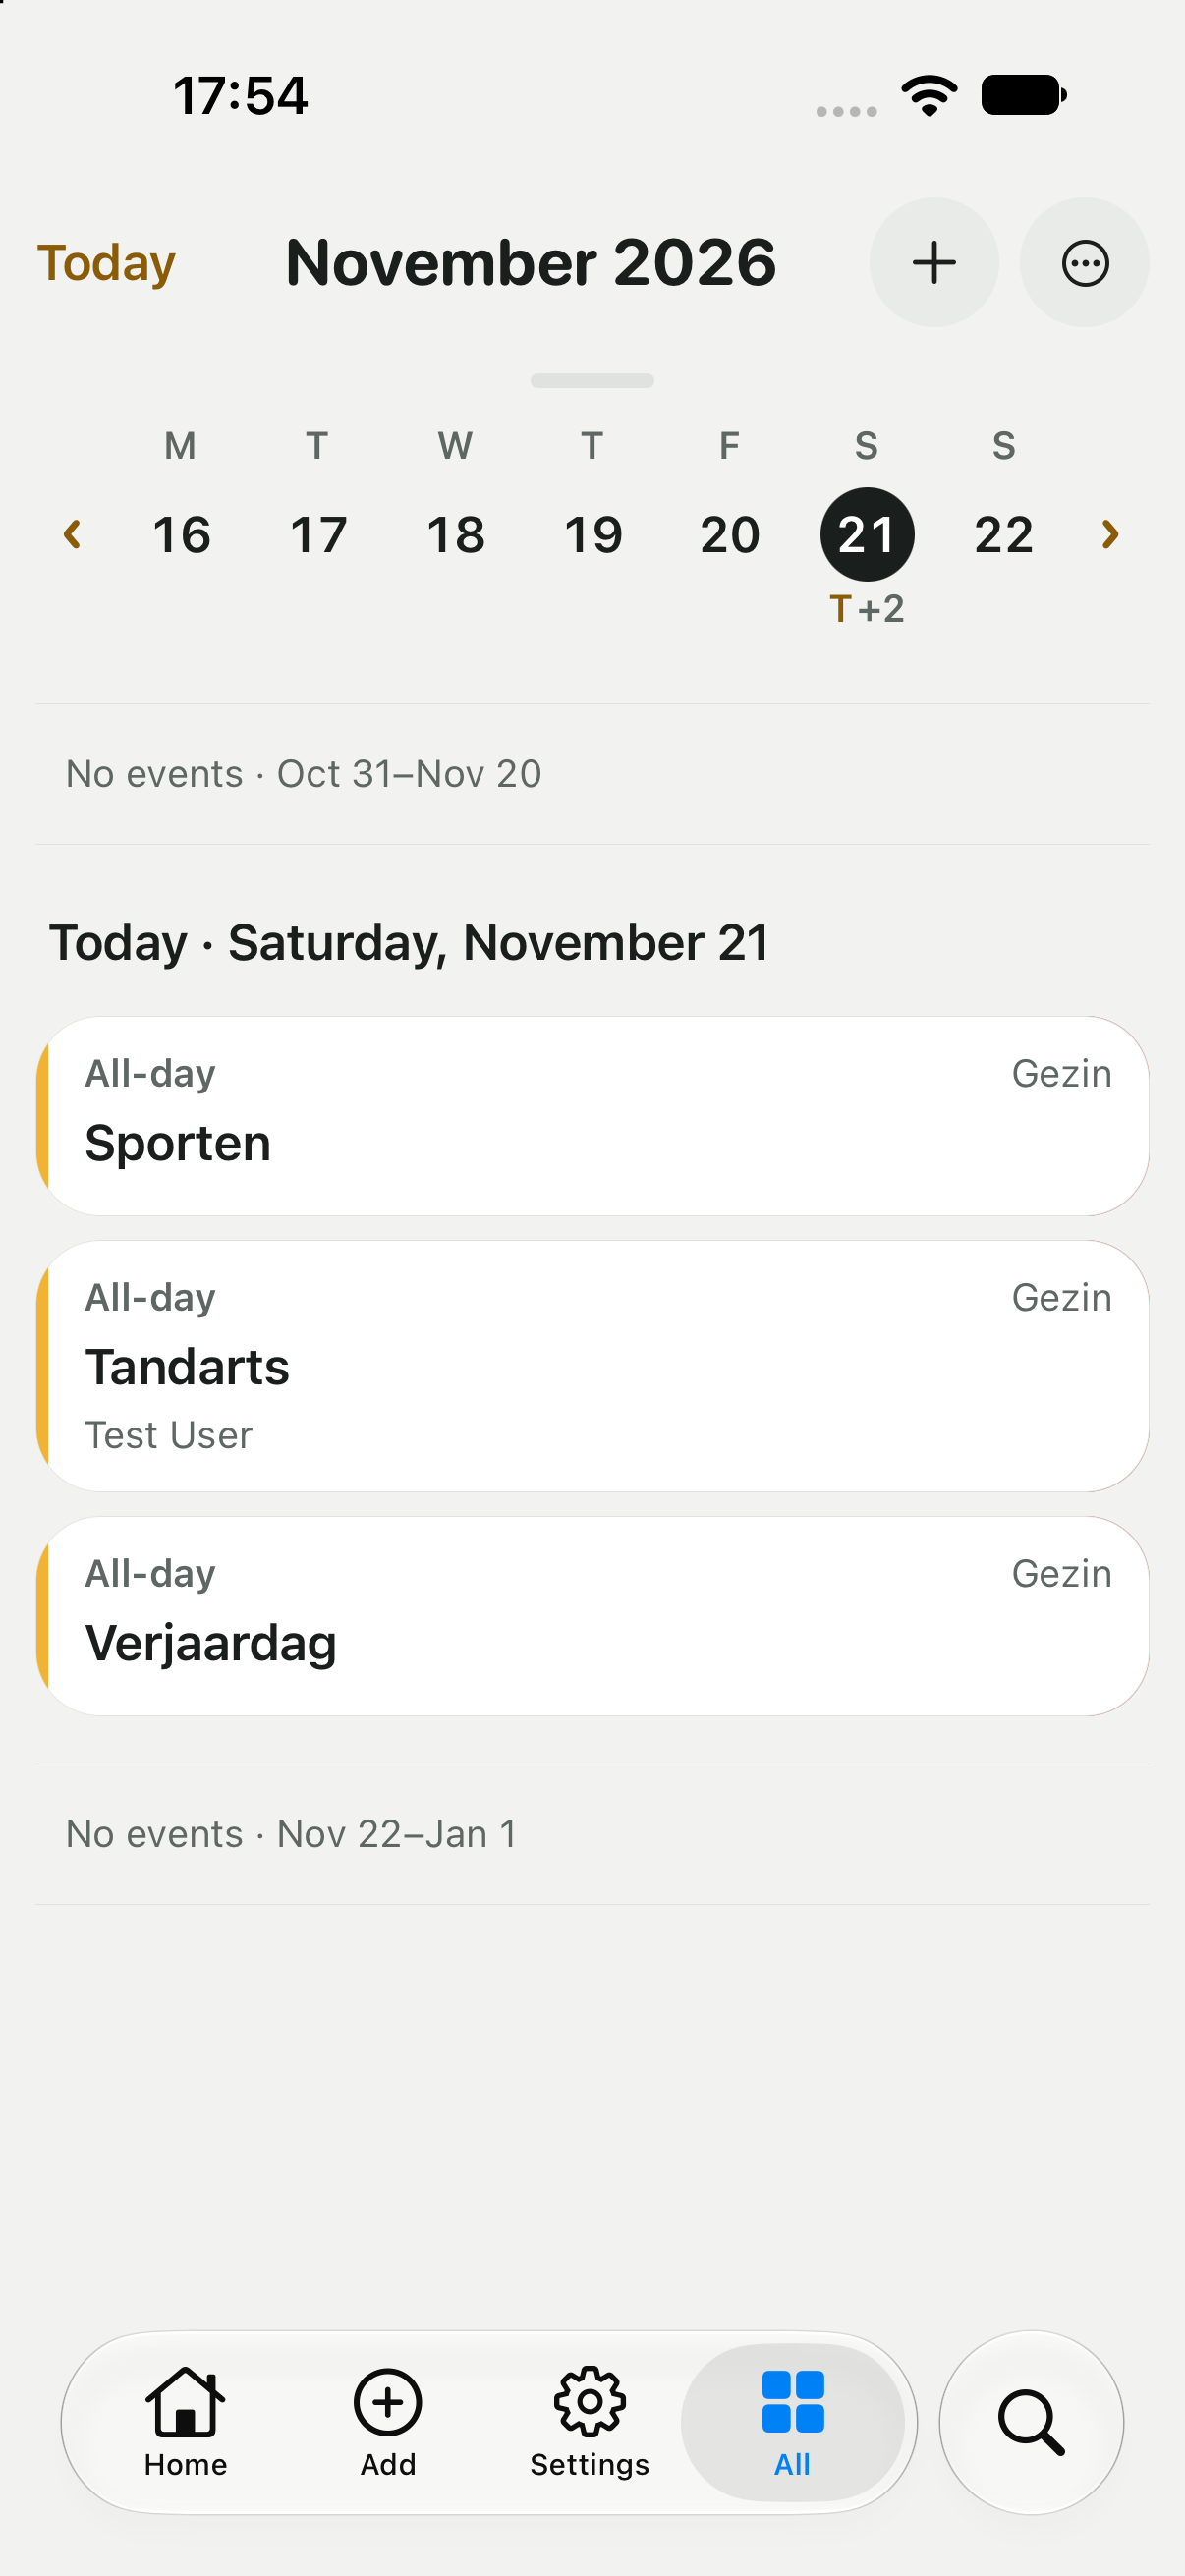 17:54
Today November 2026
M T W T F S S
16 17 18 19 20 21 22
T+2
No events · Oct 31–Nov 20
Today · Saturday, November 21
All-day Gezin
Sporten
All-day Gezin
Tandarts
Test User
All-day Gezin
Verjaardag
No events · Nov 22–Jan 1
Home Add Settings All